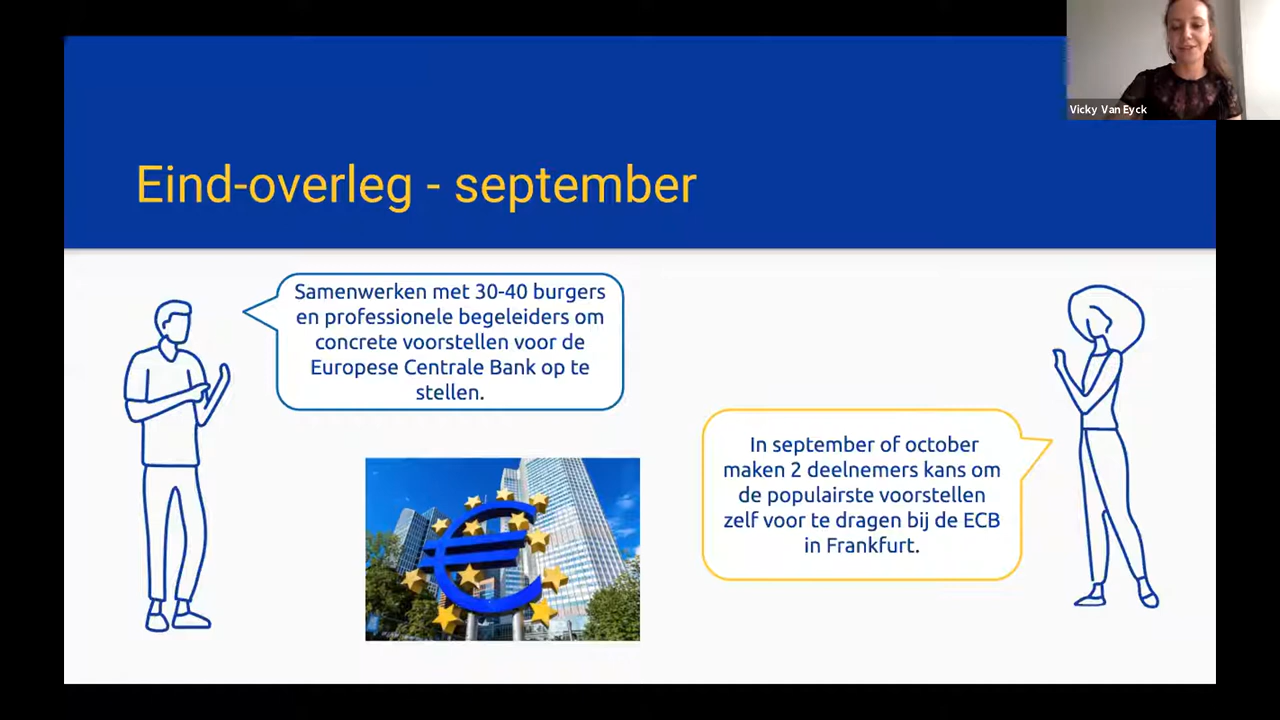 Vicky Van Eyck
Eind-overleg - september
Samenwerken met 30-40 burgers
en professionele begeleiders om
concrete voorstellen voor de
Europese Centrale Bank op te
stellen.
In september of october
maken 2 deelnemers kans om
de populairste voorstellen
zelf voor te dragen bij de ECB
in Frankfurt.